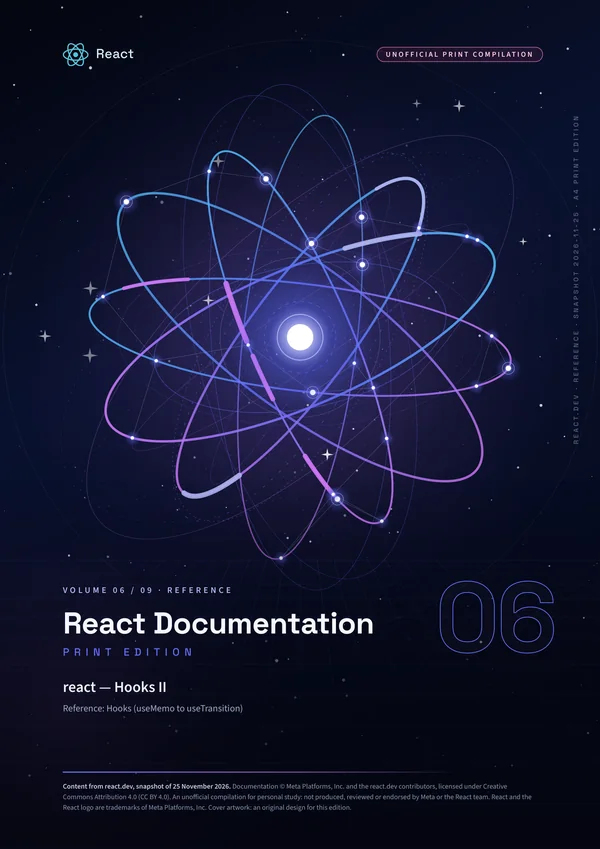 React
UNOFFICIAL PRINT COMPILATION
REACT.DEV · REFERENCE · SNAPSHOT 2026-11-25 · A4 PRINT EDITION
VOLUME 06 / 09 · REFERENCE
React Documentation
06
PRINT EDITION
react — Hooks II
Reference: Hooks (useMemo to useTransition)
Content from react.dev, snapshot of 25 November 2026. Documentation © Meta Platforms, Inc. and the react.dev contributors, licensed under Creative
Commons Attribution 4.0 (CC BY 4.0). An unofficial compilation for personal study: not produced, reviewed or endorsed by Meta or the React team. React and the
React logo are trademarks of Meta Platforms, Inc. Cover artwork: an original design for this edition.